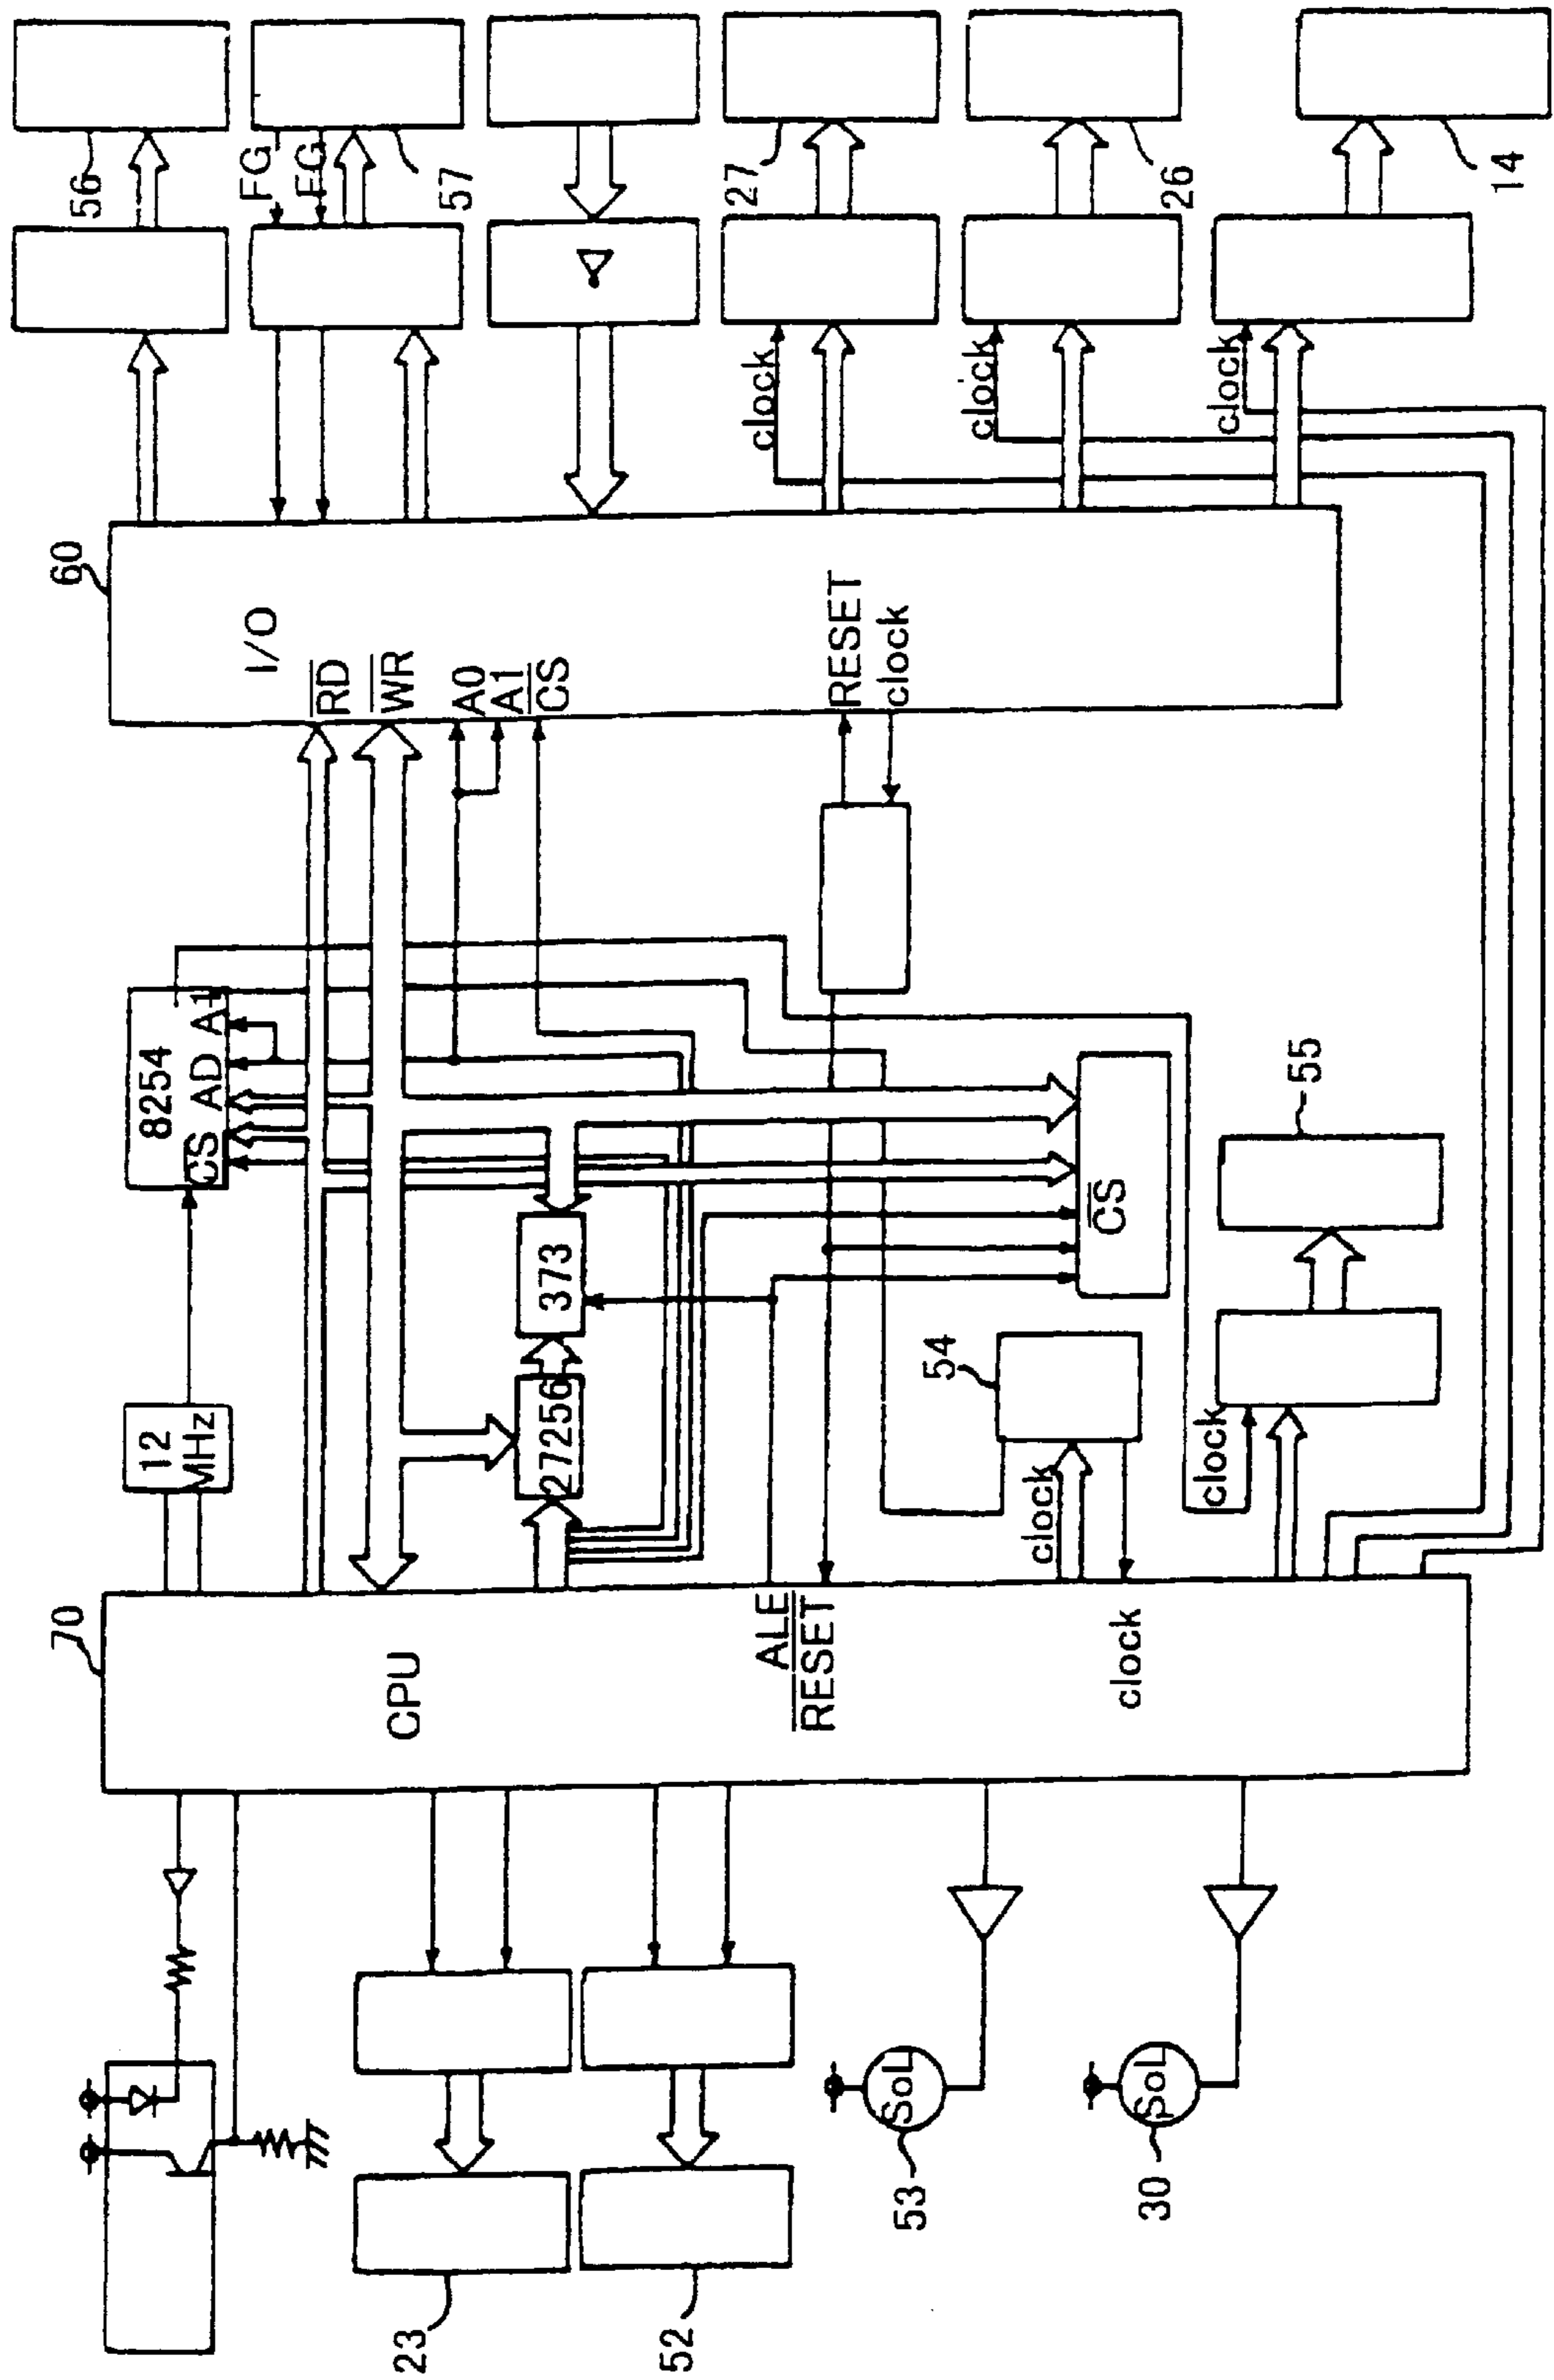 56
FG
FG
57
27
26
14
clock
clock
clock
60
I/O
RD
WR
A0
A1
CS
RESET
clock
8254
CS AD A1
12
MHz
373
27256
CS
55
54
clock
clock
70
CPU
ALE
RESET
clock
23
52
SoL
53
SoL
30